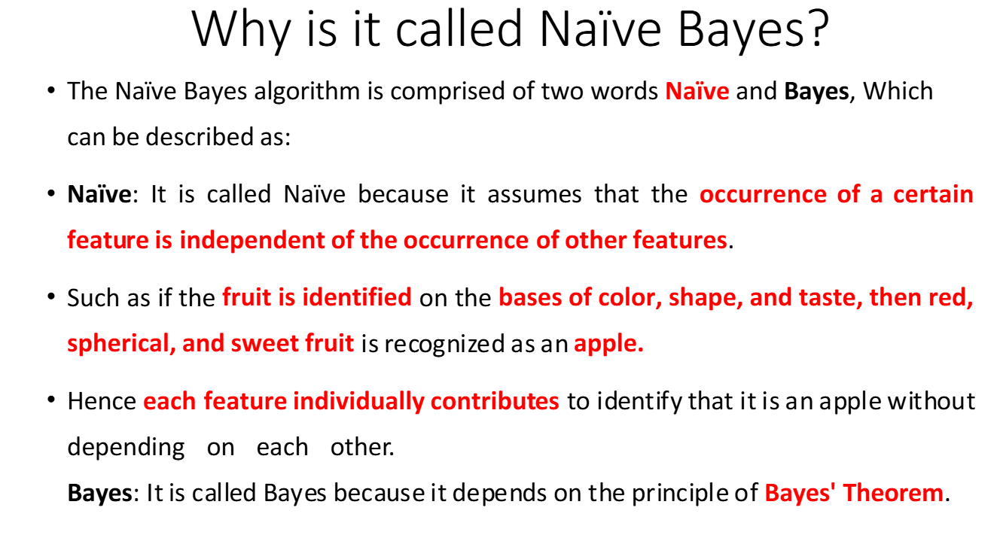 Why is it called Naïve Bayes?
• The Naïve Bayes algorithm is comprised of two words Naïve and Bayes, Which
can be described as:
• Naïve: It is called Naïve because it assumes that the occurrence of a certain
feature is independent of the occurrence of other features.
• Such as if the fruit is identified on the bases of color, shape, and taste, then red,
spherical, and sweet fruit is recognized as an apple.
• Hence each feature individually contributes to identify that it is an apple without
depending on each other.
Bayes: It is called Bayes because it depends on the principle of Bayes' Theorem.